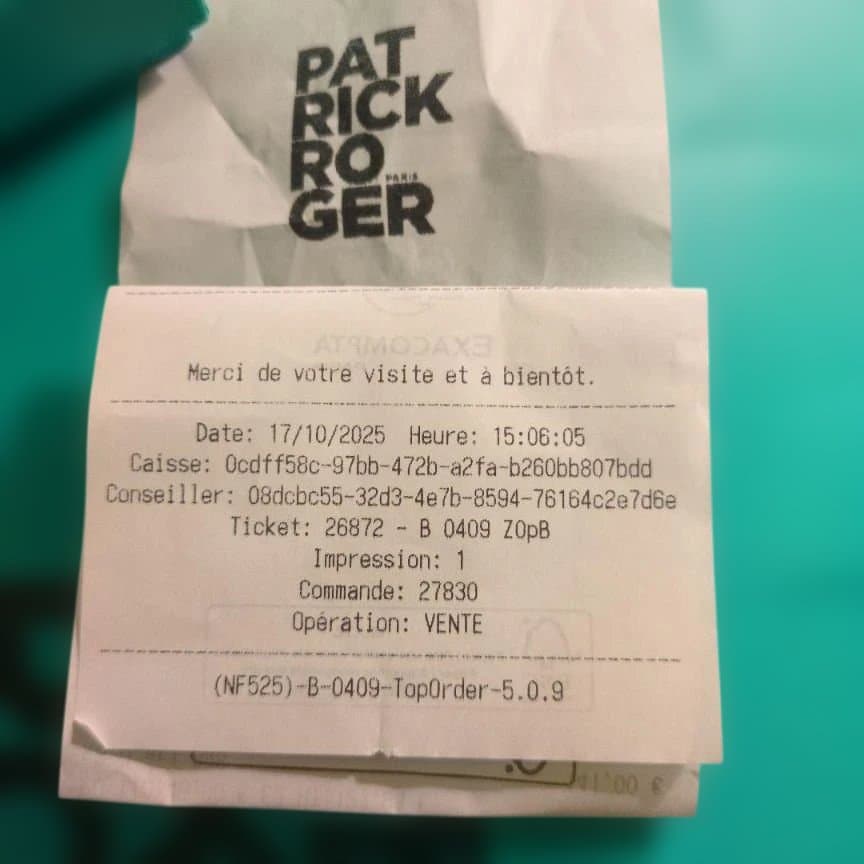 PAT
RICK
RO
PARIS
GER
EXACOMPTA
Merci de votre visite et à bientôt.
Date: 17/10/2025 Heure: 15:06:05
Caisse: 0cdff58c-97bb-472b-a2fa-b260bb807bdd
Conseiller: 08dcbc55-32d3-4e7b-8594-76164c2e7d6e
Ticket: 26872 - B 0409 ZOpB
Impression: 1
Commande: 27830
Opération: VENTE
(NF525)-B-0409-TopOrder-5.0.9